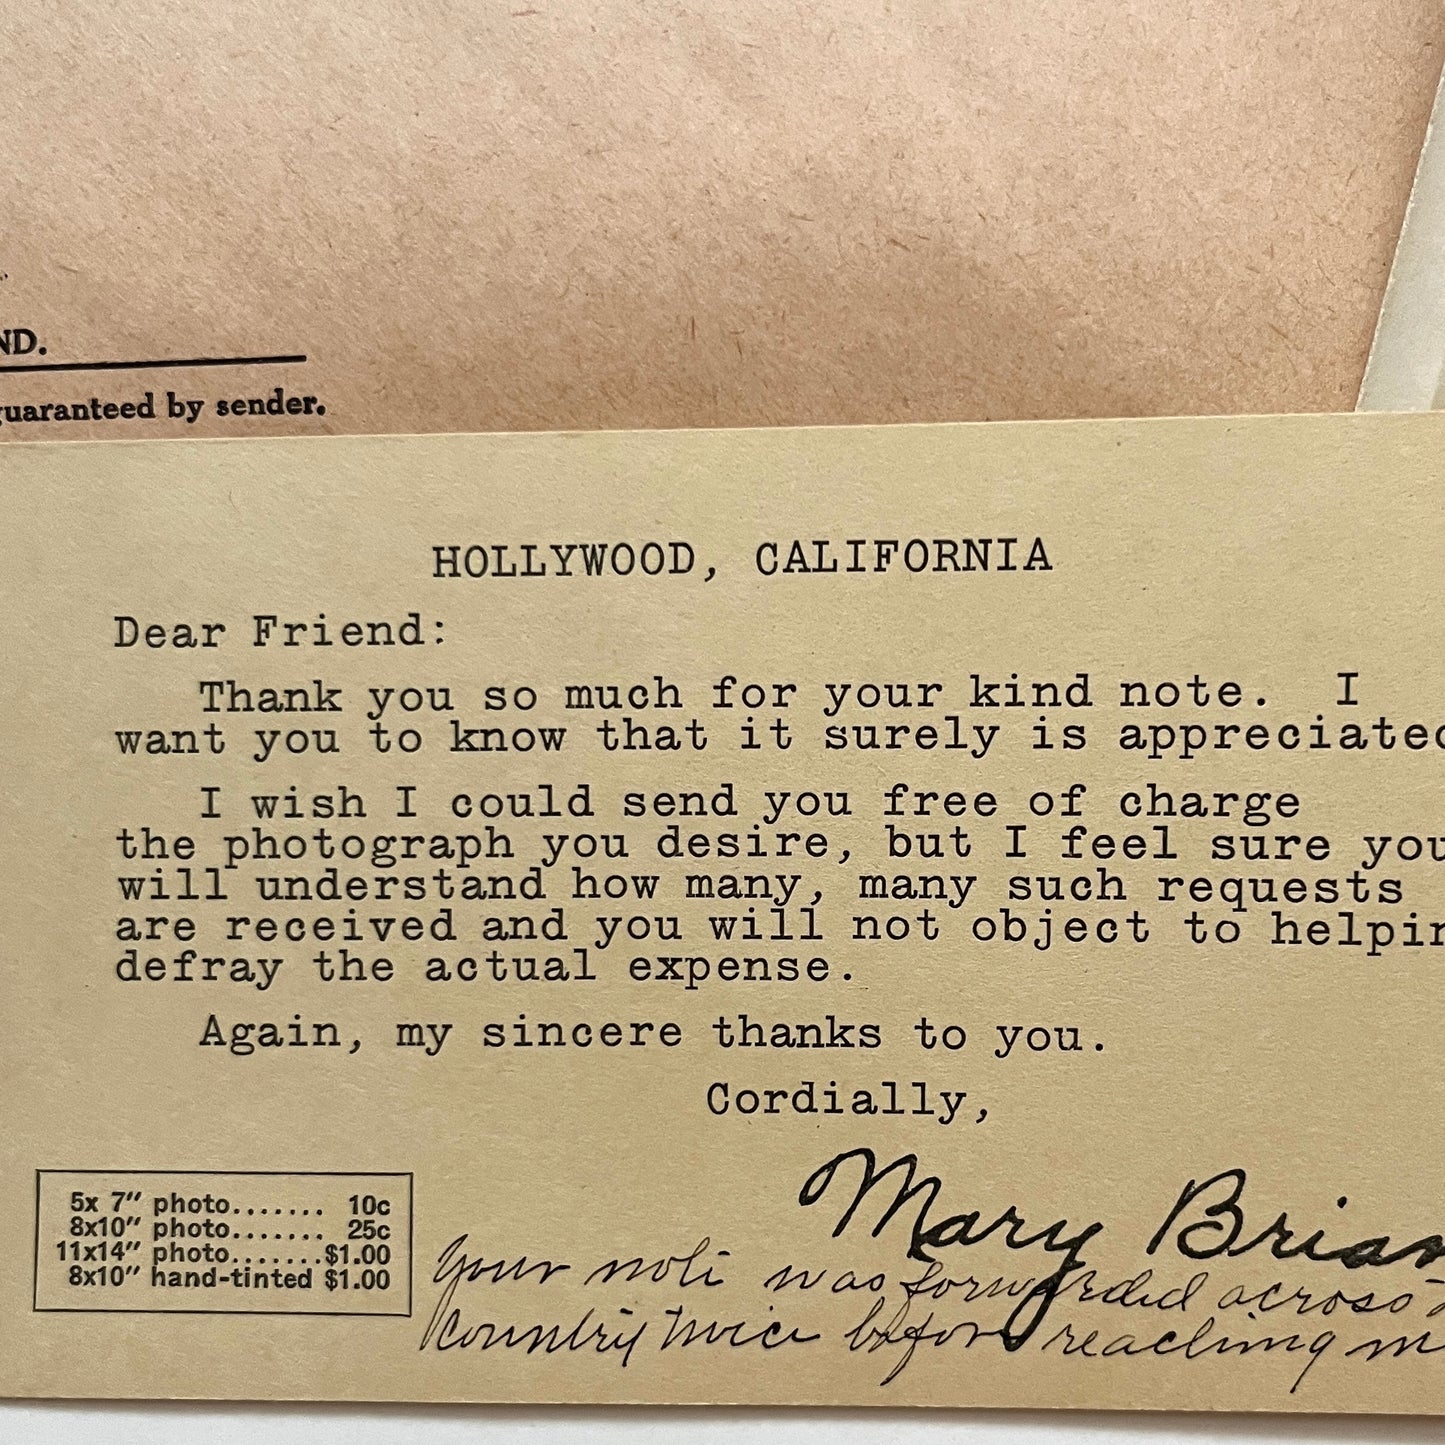 ND.
guaranteed by sender.
HOLLYWOOD, CALIFORNIA
Dear Friend:
Thank you so much for your kind note. I
want you to know that it surely is appreciated
I wish I could send you free of charge
the photograph you desire, but I feel sure you
will understand how many, many such requests
are received and you will not object to helpin
defray the actual expense.
Again, my sincere thanks to you.
Cordially,
Mary Brian
5x 7" photo....... 10c
8x10" photo....... 25c
11x14" photo.......$1.00
8x10" hand-tinted $1.00
Your note was forwarded across
country twice before reaching m